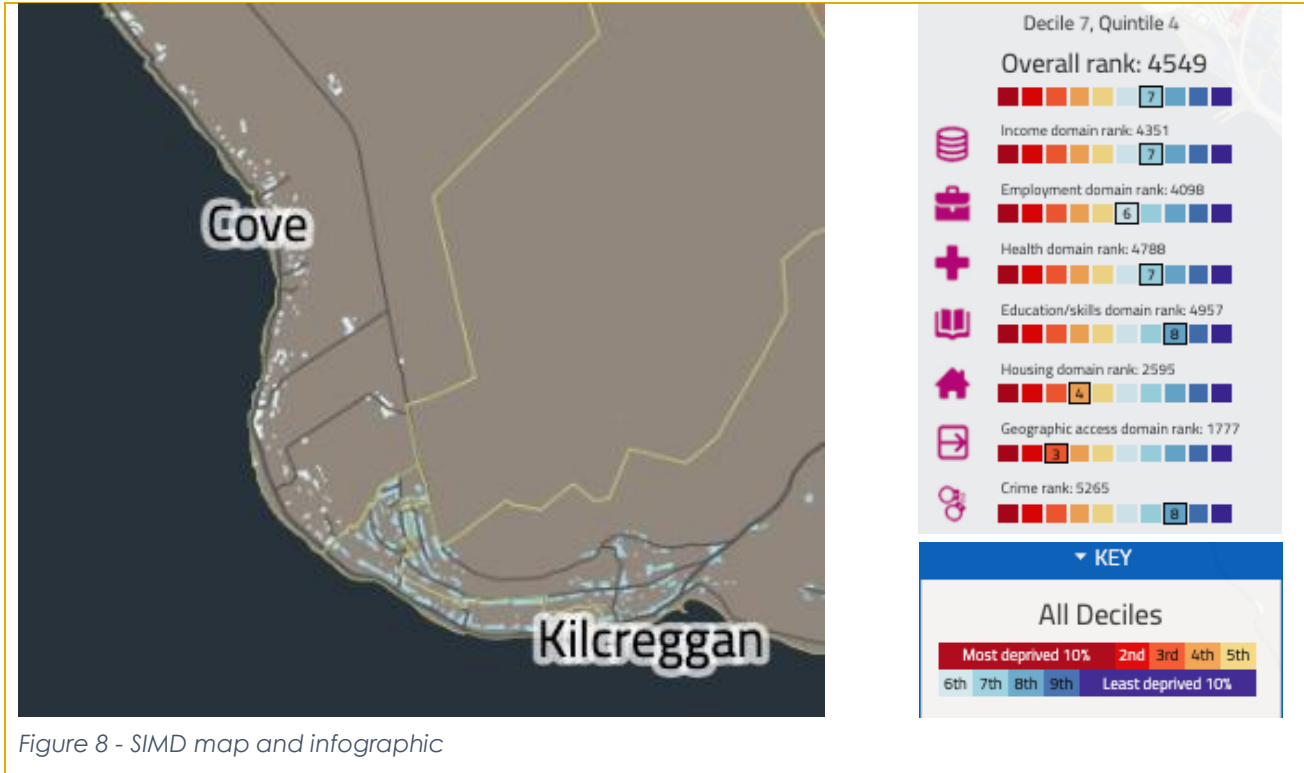 Cove
Kilcreggan
Decile 7, Quintile 4
Overall rank: 4549
7
Income domain rank: 4351
7
Employment domain rank: 4098
6
Health domain rank: 4788
7
Education/skills domain rank: 4957
8
Housing domain rank: 2595
4
Geographic access domain rank: 1777
3
Crime rank: 5265
8
KEY
All Deciles
Most deprived 10% 2nd 3rd 4th 5th
6th 7th 8th 9th Least deprived 10%
Figure 8 - SIMD map and infographic